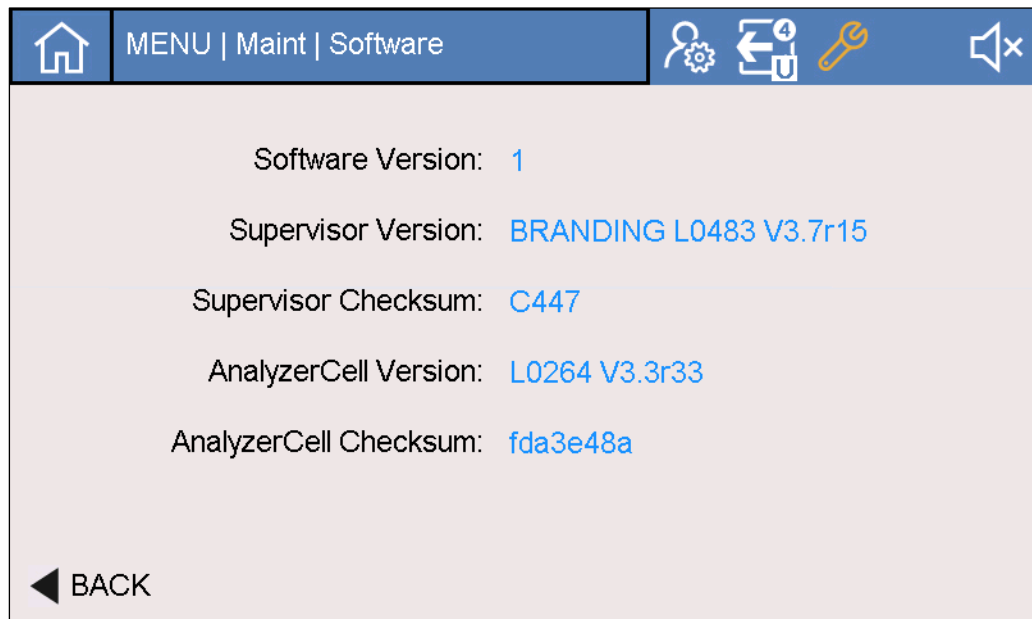 MENU | Maint | Software
4
U
Software Version: 1
Supervisor Version: BRANDING L0483 V3.7r15
Supervisor Checksum: C447
AnalyzerCell Version: L0264 V3.3r33
AnalyzerCell Checksum: fda3e48a
BACK